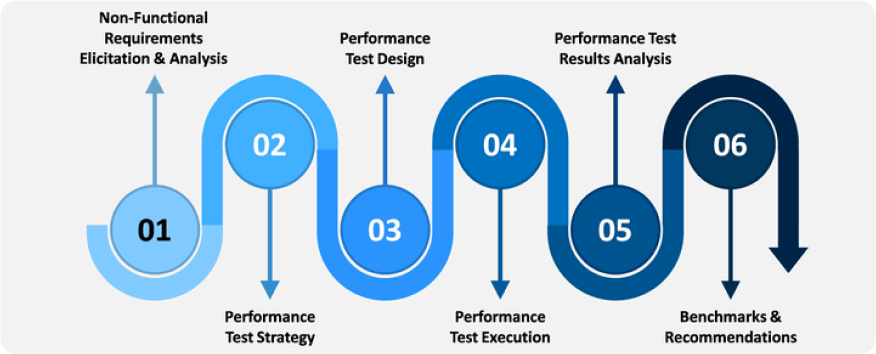 01
Non-Functional
Requirements
Elicitation & Analysis
02
Performance
Test Strategy
03
Performance
Test Design
04
Performance
Test Execution
05
Performance Test
Results Analysis
06
Benchmarks &
Recommendations